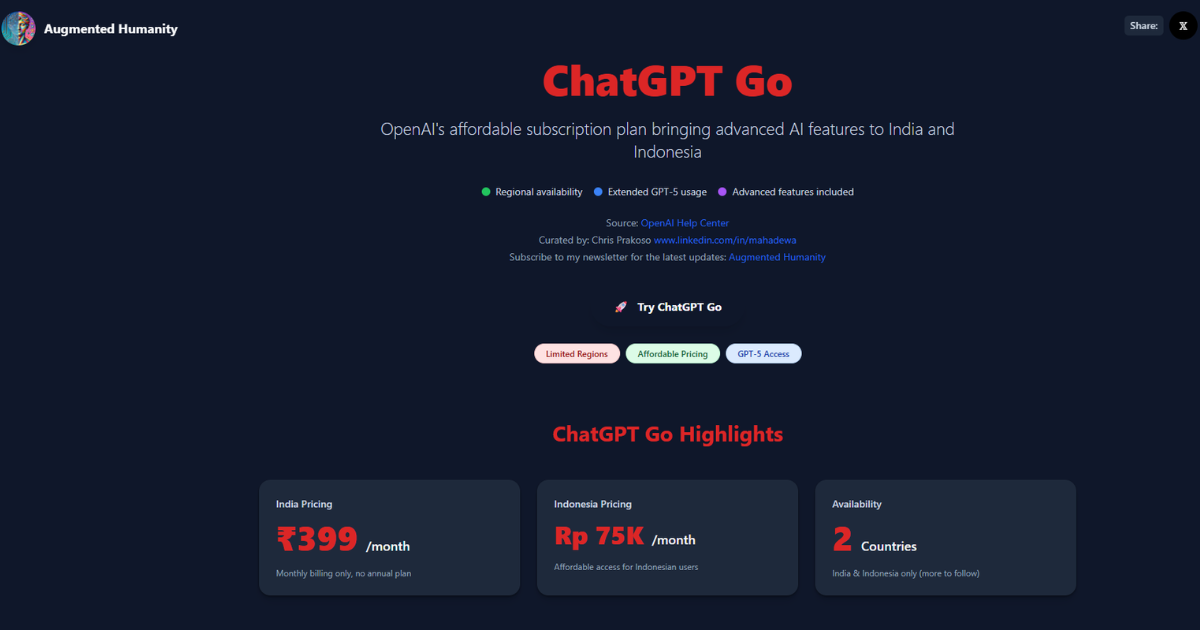 Augmented Humanity
Share:
X
ChatGPT Go
OpenAI's affordable subscription plan bringing advanced AI features to India and
Indonesia
Regional availability Extended GPT-5 usage Advanced features included
Source: OpenAI Help Center
Curated by: Chris Prakoso www.linkedin.com/in/mahadewa
Subscribe to my newsletter for the latest updates: Augmented Humanity
🚀 Try ChatGPT Go
Limited Regions Affordable Pricing GPT-5 Access
ChatGPT Go Highlights
India Pricing
₹399 /month
Monthly billing only, no annual plan
Indonesia Pricing
Rp 75K /month
Affordable access for Indonesian users
Availability
2 Countries
India & Indonesia only (more to follow)